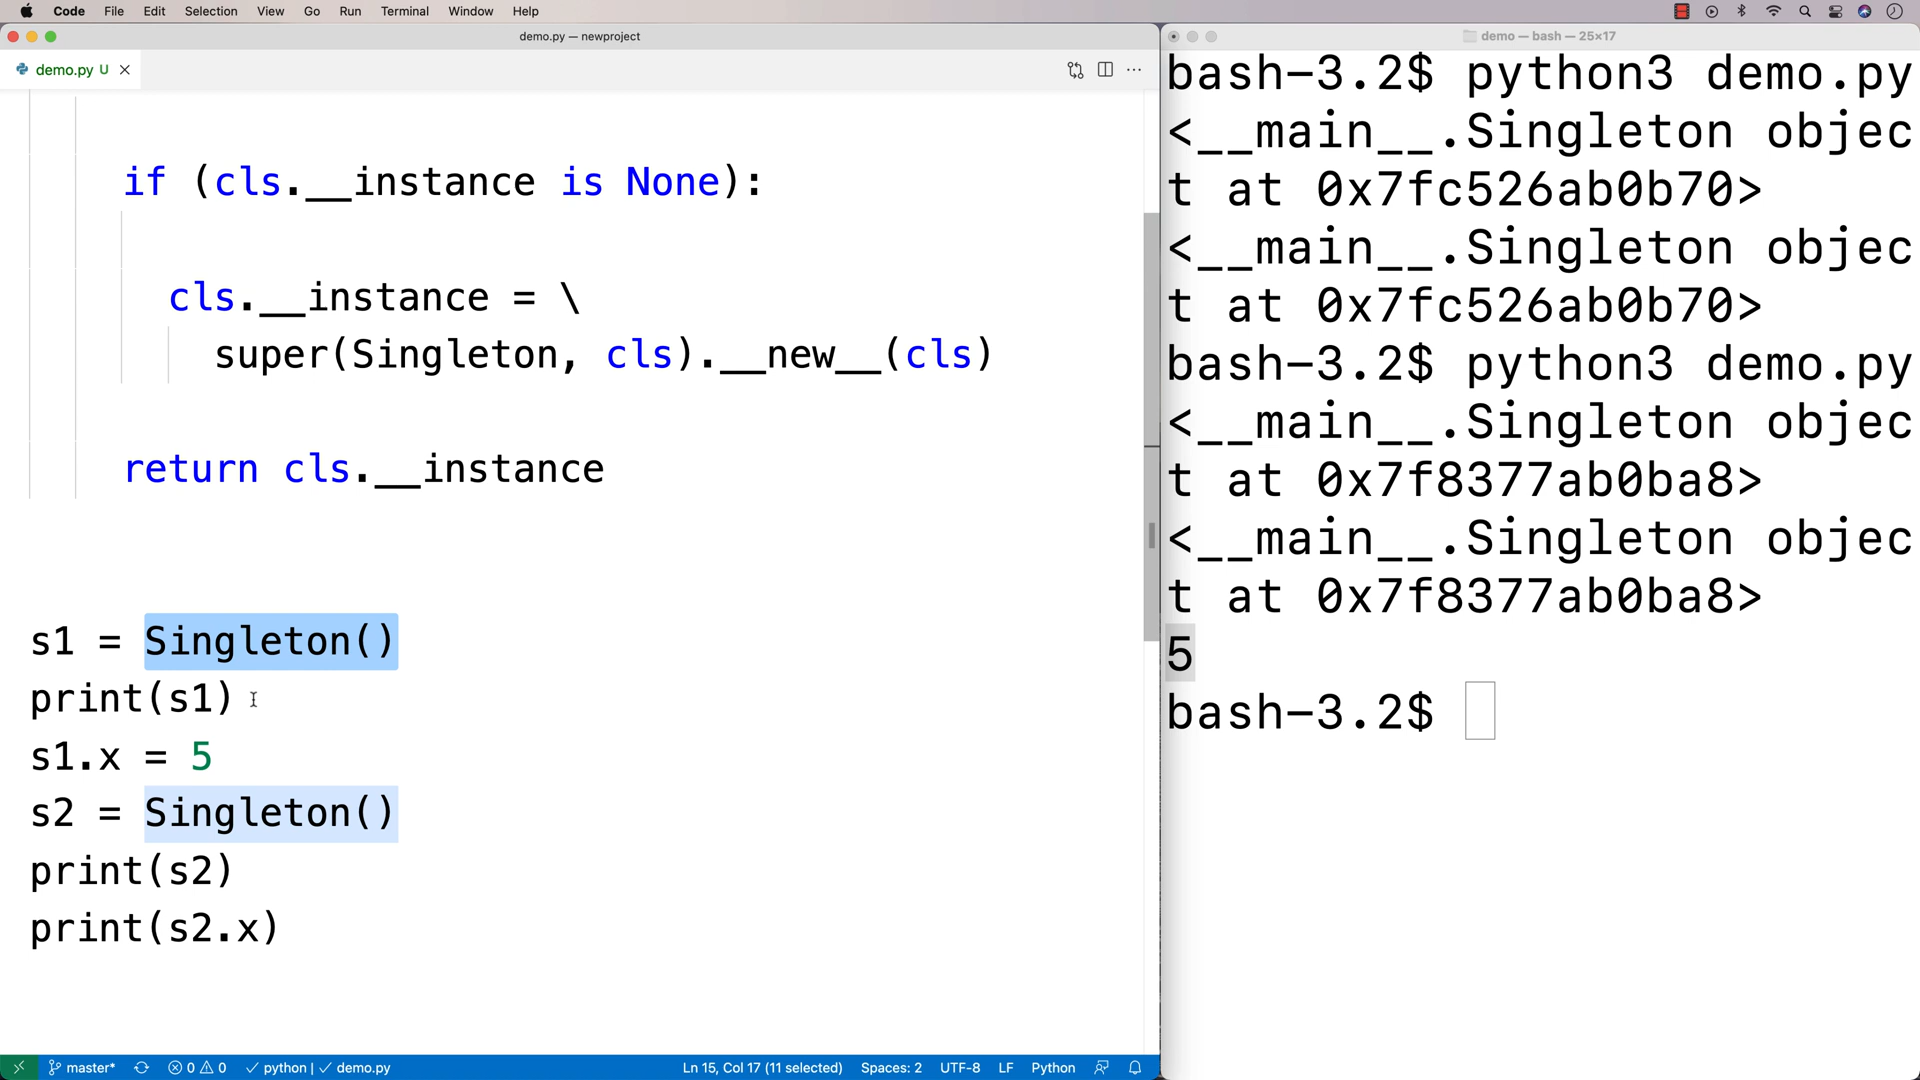 Code File Edit Selection View Go Run Terminal Window Help
demo.py — newproject
demo.py U
if (cls.__instance is None):
cls.__instance = \
super(Singleton, cls).__new__(cls)
return cls.__instance
s1 = Singleton()
print(s1)
s1.x = 5
s2 = Singleton()
print(s2)
print(s2.x)
master* 0 0 python | demo.py Ln 15, Col 17 (11 selected) Spaces: 2 UTF-8 LF Python
demo — bash — 25×17
bash-3.2$ python3 demo.py
<__main__.Singleton objec
t at 0x7fc526ab0b70>
<__main__.Singleton objec
t at 0x7fc526ab0b70>
bash-3.2$ python3 demo.py
<__main__.Singleton objec
t at 0x7f8377ab0ba8>
<__main__.Singleton objec
t at 0x7f8377ab0ba8>
5
bash-3.2$